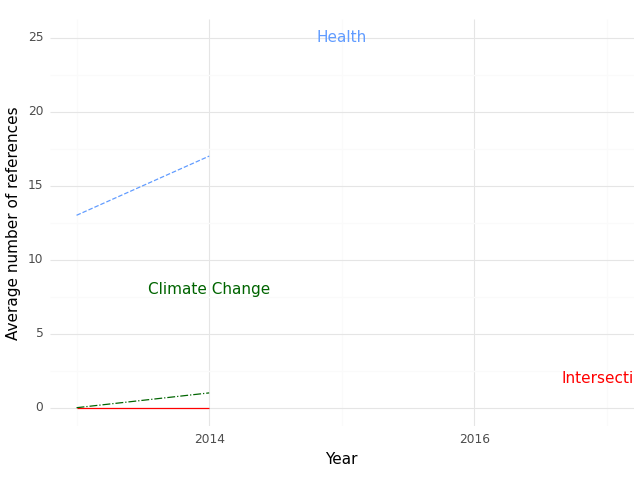 25
Health
20
15
10
Climate Change
5
Intersecti
0
2014
2016
Year
Average number of references